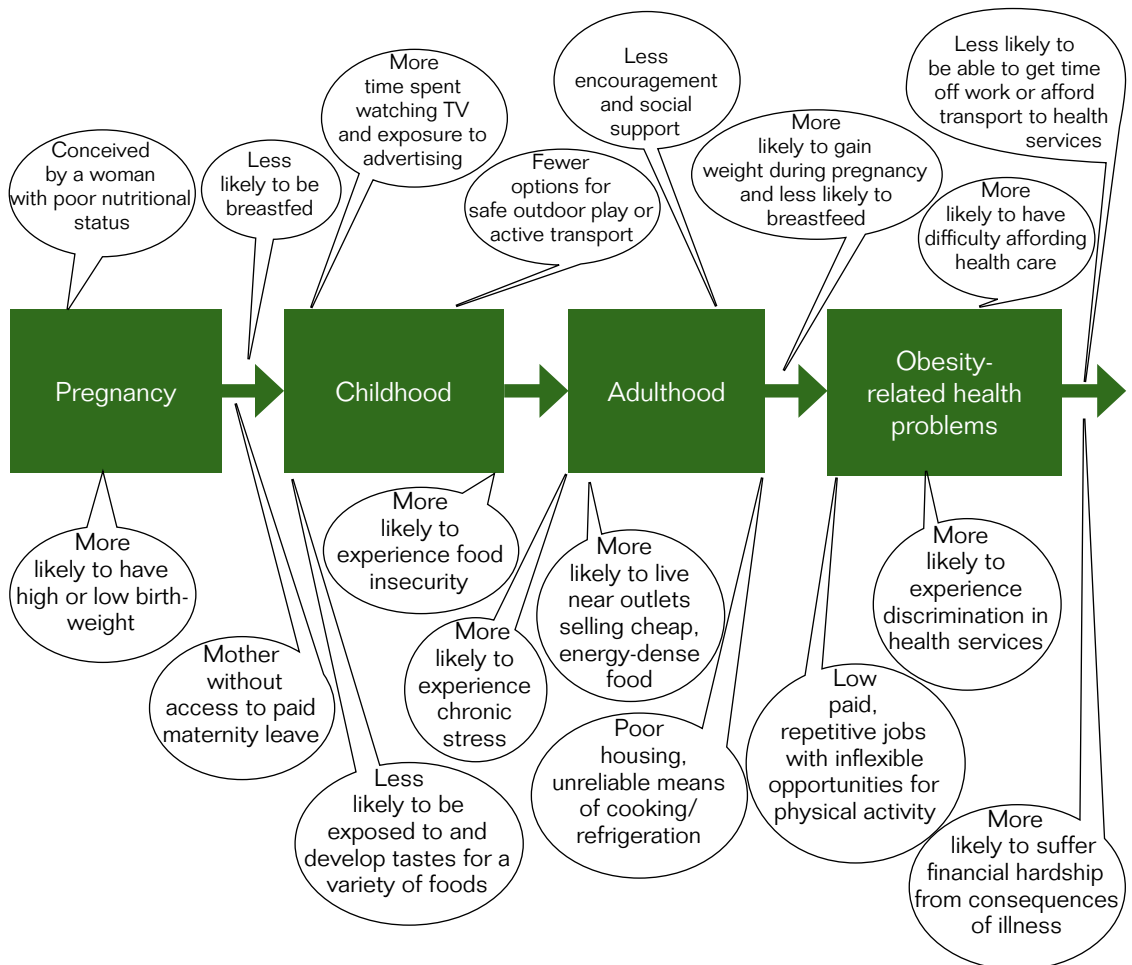 Conceived
by a woman
with poor nutritional
status
Less
likely to be
breastfed
More
time spent
watching TV
and exposure to
advertising
Fewer
options for
safe outdoor play or
active transport
Less
encouragement
and social
support
More
likely to gain
weight during pregnancy
and less likely to
breastfeed
Less likely to
be able to get time
off work or afford
transport to health
services
More
likely to have
difficulty affording
health care
Pregnancy
Childhood
Adulthood
Obesity-
related health
problems
More
likely to have
high or low birth-
weight
Mother
without
access to paid
maternity leave
Less
likely to be
exposed to and
develop tastes for a
variety of foods
More
likely to
experience food
insecurity
More
likely to
experience
chronic
stress
More
likely to live
near outlets
selling cheap,
energy-dense
food
Poor
housing,
unreliable means
of cooking/
refrigeration
Low
paid,
repetitive jobs
with inflexible
opportunities for
physical activity
More
likely to
experience
discrimination in
health services
More
likely to suffer
financial hardship
from consequences
of illness